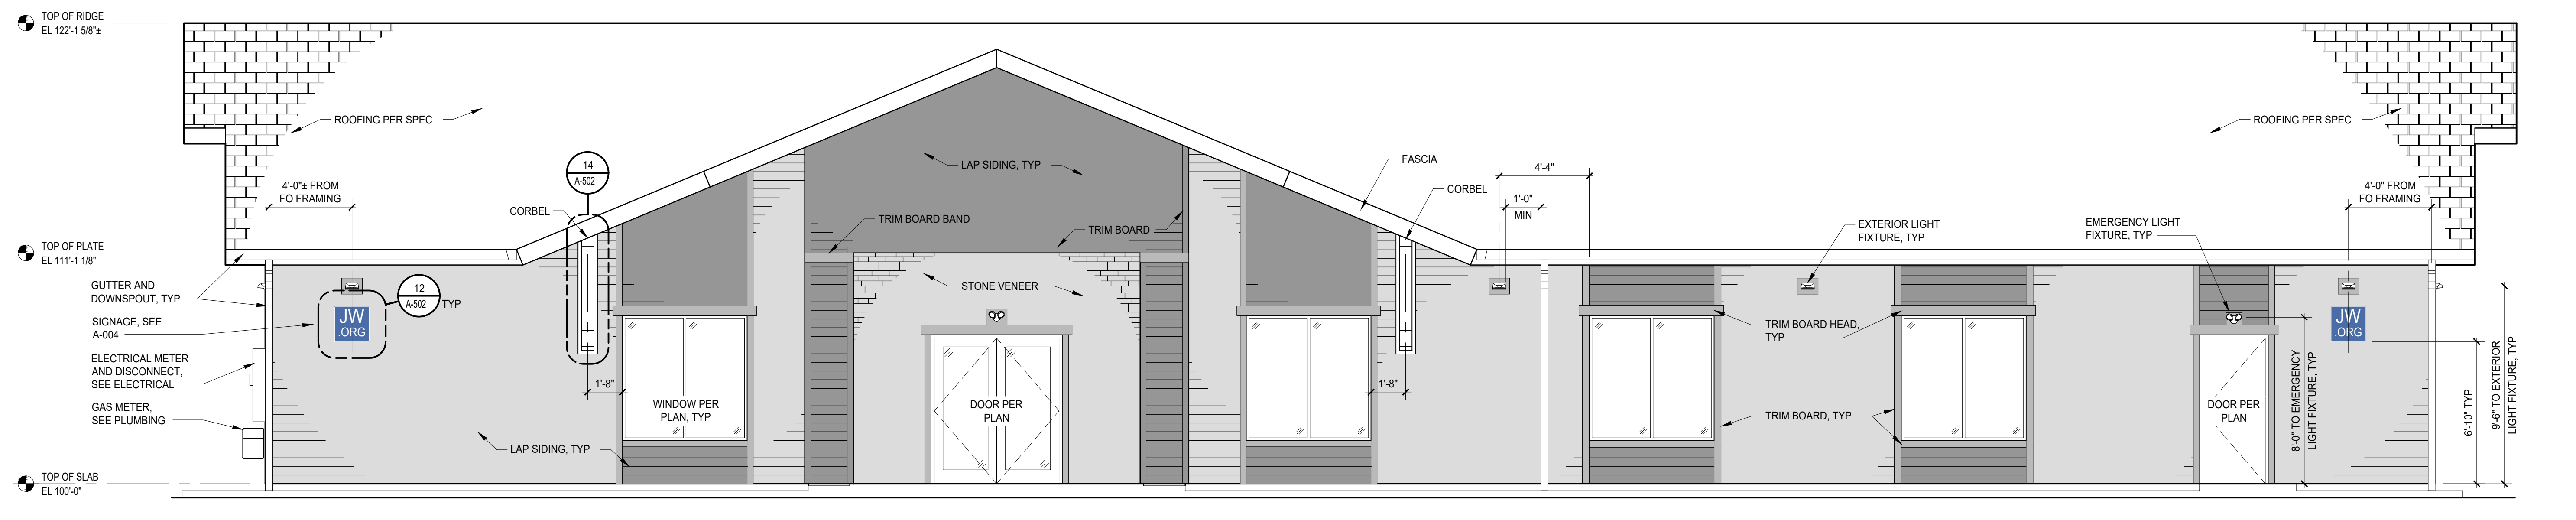 TOP OF RIDGE
EL 122'-1 5/8"±
ROOFING PER SPEC
ROOFING PER SPEC
14
A-502
LAP SIDING, TYP
FASCIA
4'-4"
4'-0"± FROM
FO FRAMING
CORBEL
CORBEL
1'-0"
MIN
4'-0" FROM
FO FRAMING
TRIM BOARD BAND
TRIM BOARD
EXTERIOR LIGHT
FIXTURE, TYP
EMERGENCY LIGHT
FIXTURE, TYP
TOP OF PLATE
EL 111'-1 1/8"
GUTTER AND
DOWNSPOUT, TYP
12
A-502
TYP
STONE VENEER
SIGNAGE, SEE
A-004
JW
.ORG
TRIM BOARD HEAD,
TYP
JW
.ORG
ELECTRICAL METER
AND DISCONNECT,
SEE ELECTRICAL
1'-8"
1'-8"
GAS METER,
SEE PLUMBING
WINDOW PER
PLAN, TYP
DOOR PER
PLAN
TRIM BOARD, TYP
DOOR PER
PLAN
8'-0" TO EMERGENCY
LIGHT FIXTURE, TYP
6'-10" TYP
9'-6" TO EXTERIOR
LIGHT FIXTURE, TYP
LAP SIDING, TYP
TOP OF SLAB
EL 100'-0"